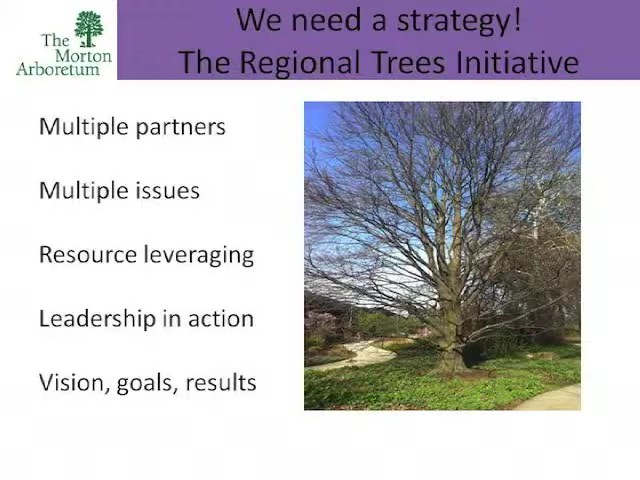 The
Morton
Arboretum
We need a strategy!
The Regional Trees Initiative
Multiple partners
Multiple issues
Resource leveraging
Leadership in action
Vision, goals, results